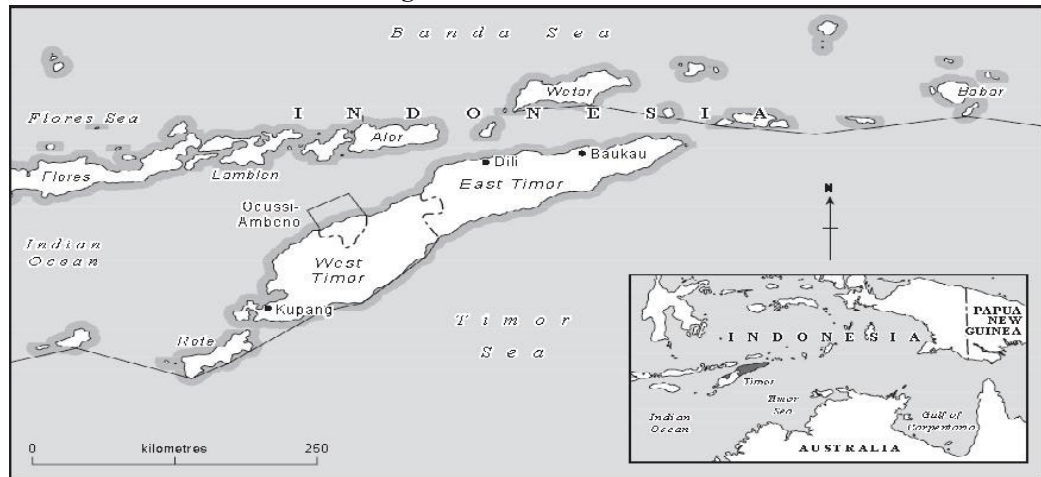 Banda Sea
Wetar
Babar
INDONESIA
Flores Sea
Alor
Dili
Baukau
Flores
Lamblen
East Timor
Ocussi-
Ambeno
Indian
Ocean
West
Timor
Kupang
Timor
Sea
Rote
N
0 kilometres 250
PAPUA
NEW
GUINEA
INDONESIA
Timor
Timor
Sea
Indian
Ocean
Gulf of
Carpentaria
AUSTRALIA